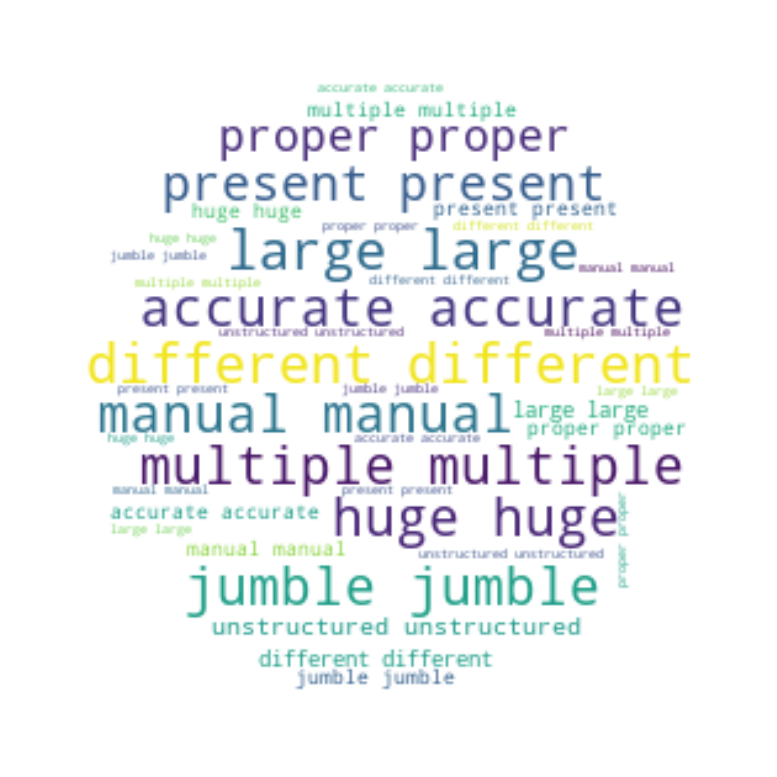 accurate accurate
multiple multiple
proper proper
present present
huge huge
present present
proper proper
different different
huge huge
large large
jumble jumble
manual manual
multiple multiple
different different
accurate accurate
unstructured unstructured
multiple multiple
different different
present present
jumble jumble
large large
manual manual
large large
proper proper
huge huge
accurate accurate
multiple multiple
manual manual
present present
accurate accurate
huge huge
proper proper
large large
manual manual
unstructured unstructured
jumble jumble
unstructured unstructured
different different
jumble jumble